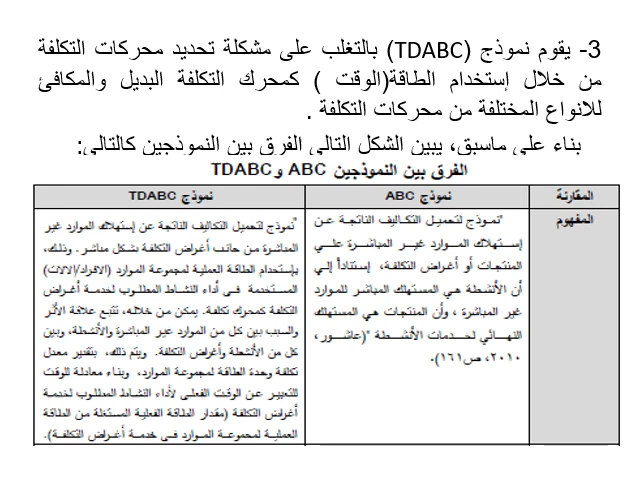 3- يقوم نموذج (TDABC) بالتغلب على مشكلة تحديد محركات التكلفة
من خلال إستخدام الطاقة(الوقت ) كمحرك التكلفة البديل والمكافئ
للانواع المختلفة من محركات التكلفة .
بناء على ماسبق، يبين الشكل التالي الفرق بين النموذجين كالتالي:
الفرق بين النموذجين ABC وTDABC
المقارنة
نموذج ABC
نموذج TDABC
المفهوم
"نموذج لتحميل التكاليف الناتجة عن
إستهلاك الموارد غير المباشرة على
المنتجات أو أغراض التكلفة، إستناداً إلي
أن الأنشطة هي المستهلك المباشر للموارد
غير المباشرة ، وأن المنتجات هي المستهلك
النهائي لخدمات الأنشطة "(عاشور،
٢٠١٠، ص١٦١).
"نموذج لتحميل التكاليف الناتجة عن إستهلاك الموارد غير
المباشرة من جانب أغراض التكلفة بشكل مباشر. وذلك،
بإستخدام الطاقة العملية لمجموعة الموارد (الافراد/الالات)
المستخدمة في أداء النشاط المطلوب لخدمة أغراض
التكلفة كمحرك تكلفة. يمكن من خلاله، تتبع علاقة الأثر
والسبب بين كل من الموارد غير المباشرة والأنشطة، وبين
كل من الأنشطة وأغراض التكلفة. ويتم ذلك، بتقدير معدل
تكلفة وحدة الطاقة لمجموعة الموارد، وبناء معادلة للوقت
للتعبير عن الوقت الفعلى لأداء النشاط المطلوب لخدمة
أغراض التكلفة (مقدار الطاقة الفعلية المستغلة من الطاقة
العملية لمجموعة الموارد في خدمة أغراض التكلفة).